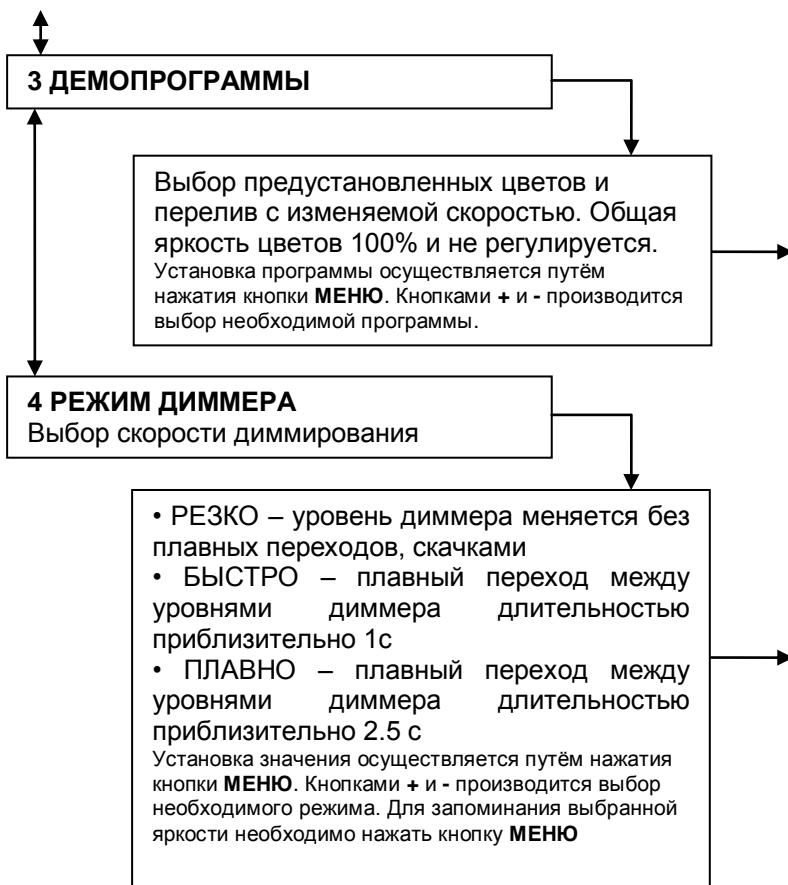 3 ДЕМОПРОГРАММЫ
Выбор предустановленных цветов и
перелив с изменяемой скоростью. Общая
яркость цветов 100% и не регулируется.
Установка программы осуществляется путём
нажатия кнопки МЕНЮ. Кнопками + и - производится
выбор необходимой программы.
4 РЕЖИМ ДИММЕРА
Выбор скорости диммирования
• РЕЗКО – уровень диммера меняется без
плавных переходов, скачками
• БЫСТРО – плавный переход между
уровнями диммера длительностью
приблизительно 1с
• ПЛАВНО – плавный переход между
уровнями диммера длительностью
приблизительно 2.5 с
Установка значения осуществляется путём нажатия
кнопки МЕНЮ. Кнопками + и - производится выбор
необходимого режима. Для запоминания выбранной
яркости необходимо нажать кнопку МЕНЮ